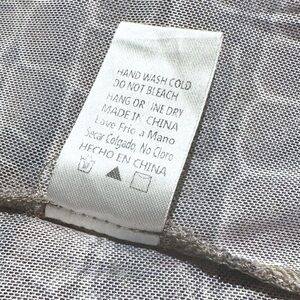 HAND WASH COLD
DO NOT BLEACH
HANG OR LINE DRY
MADE IN CHINA
Lave Frio a Mano
Secar Colgado, No Cloro
HECHO EN CHINA